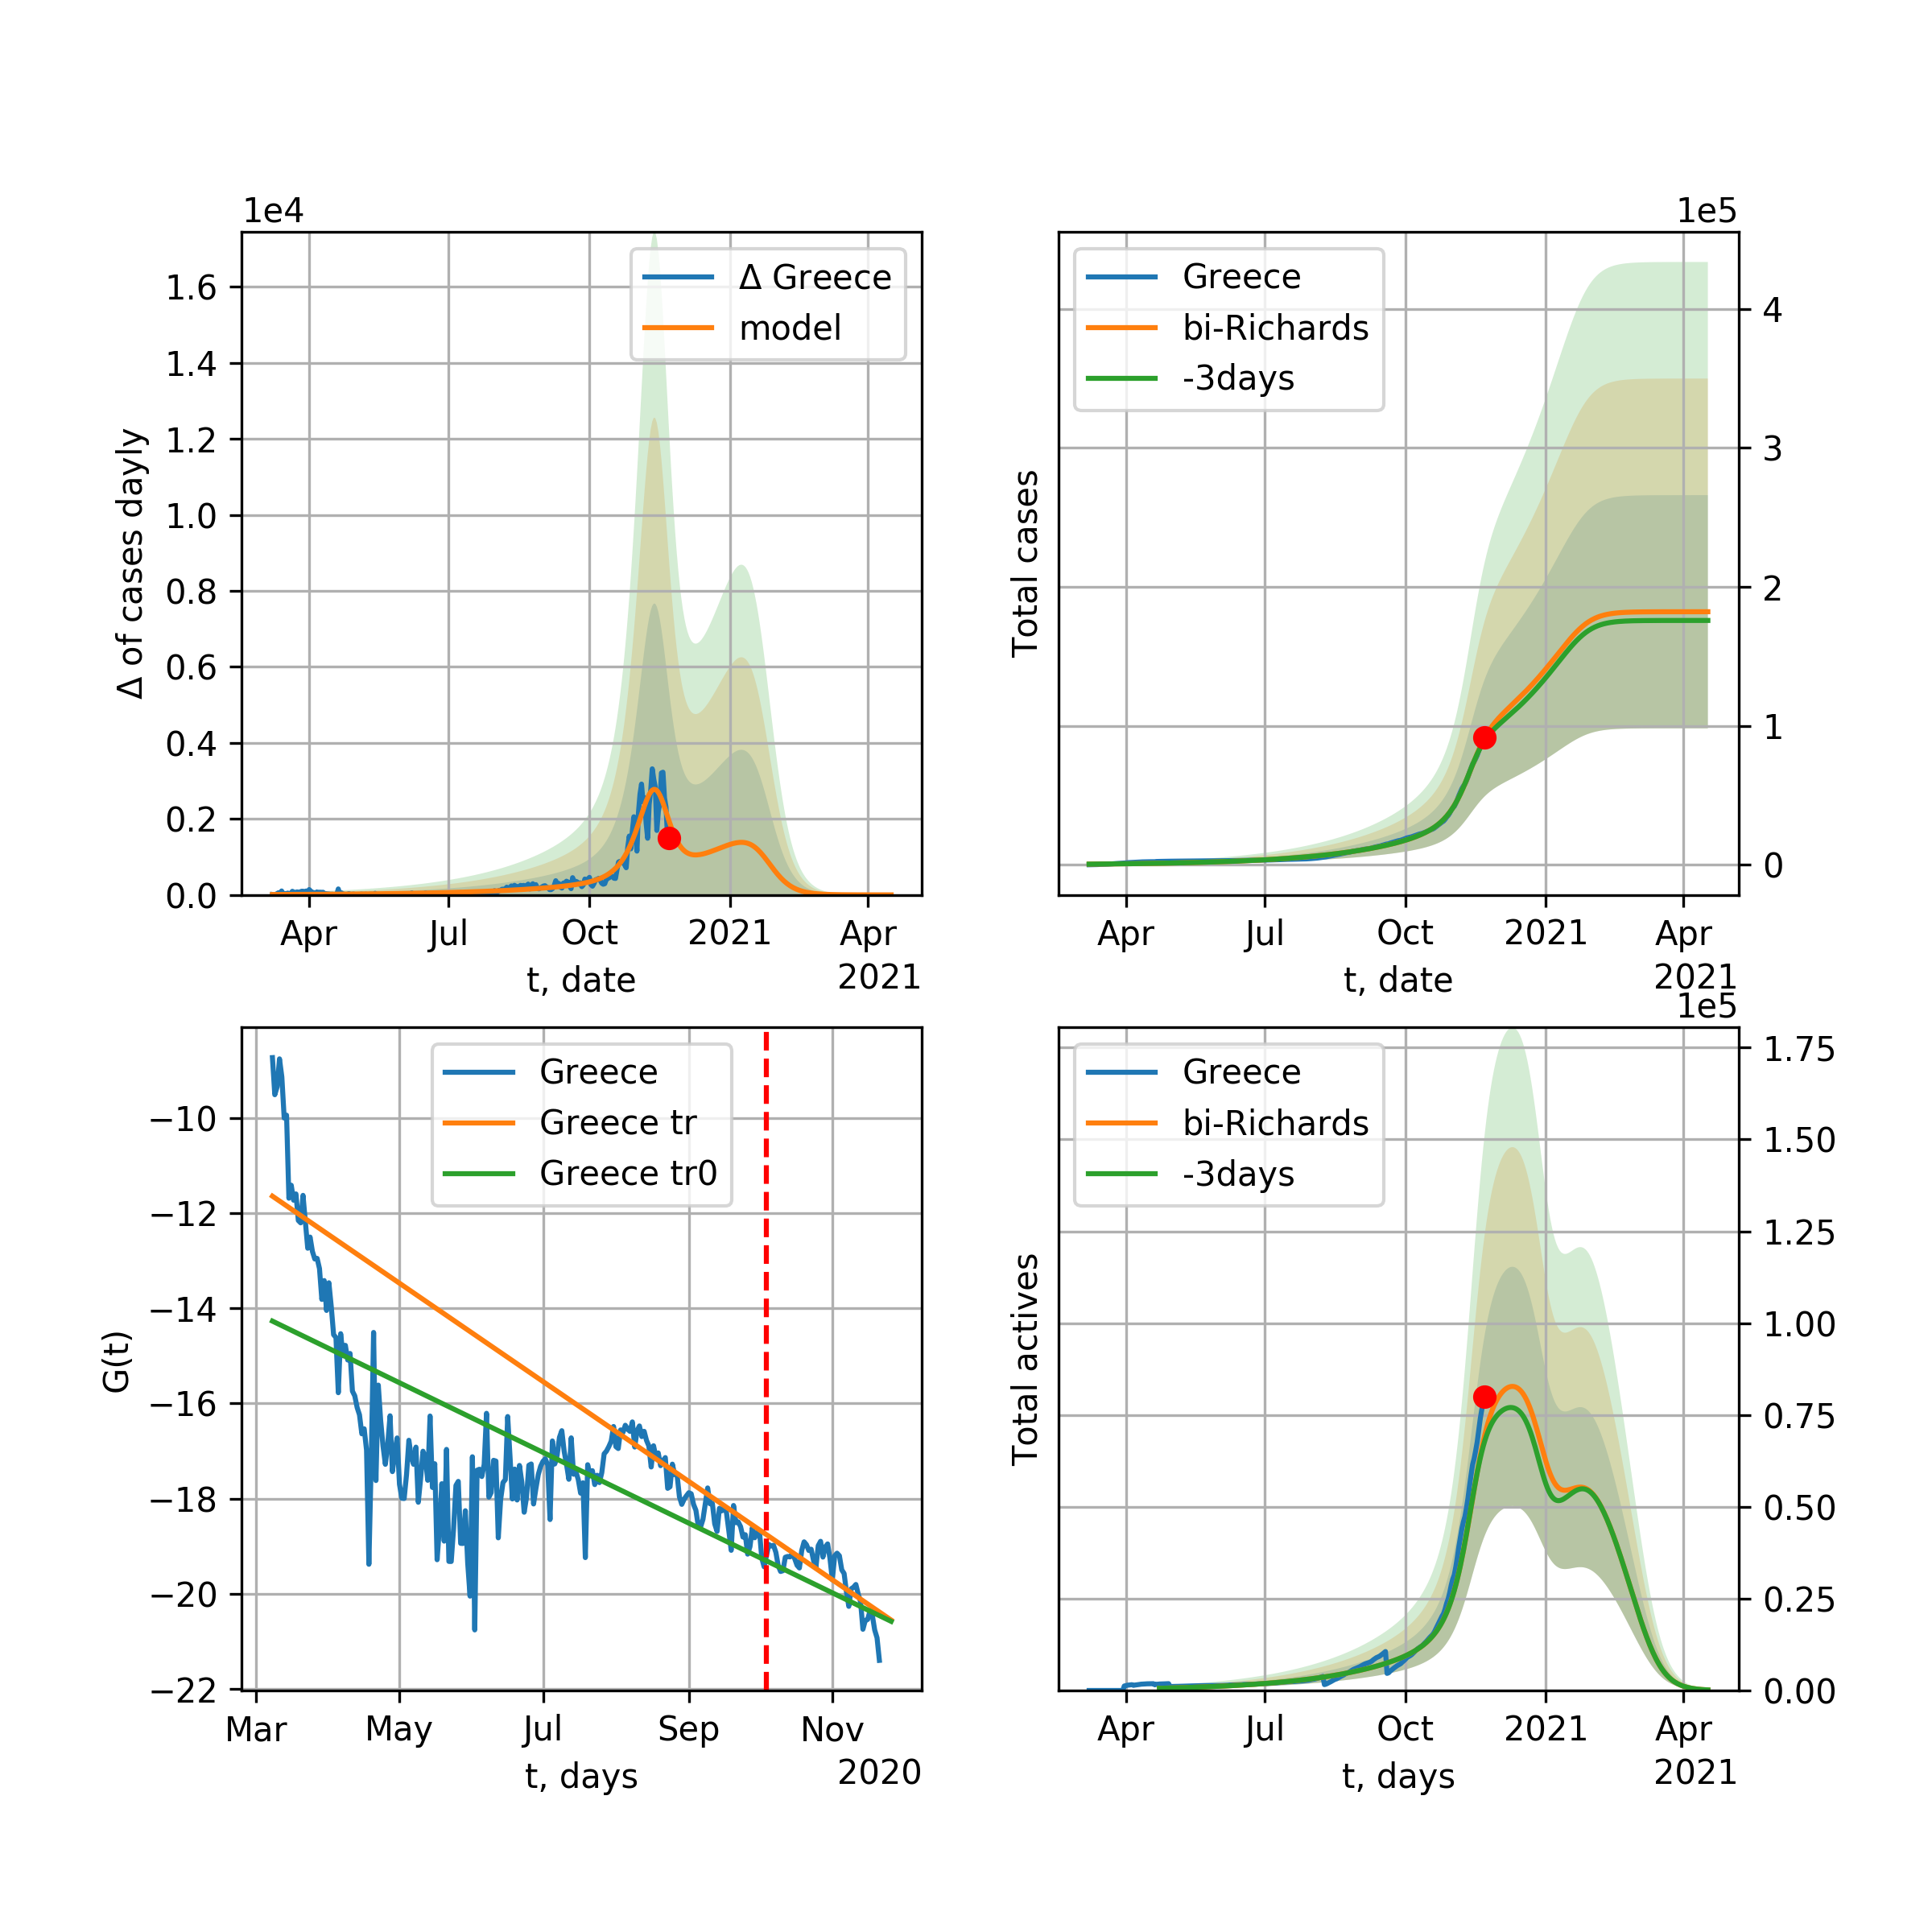 1e4
Δ of cases dayly
1.6
1.4
1.2
1.0
0.8
0.6
0.4
0.2
0.0
Δ Greece
model
Apr
Jul
Oct
2021
Apr
2021
t, date
1e5
Total cases
Greece
bi-Richards
-3days
4
3
2
1
0
Apr
Jul
Oct
2021
Apr
2021
t, date
G(t)
−10
−12
−14
−16
−18
−20
−22
Greece
Greece tr
Greece tr0
Mar
May
Jul
Sep
Nov
2020
t, days
1e5
Total actives
Greece
bi-Richards
-3days
1.75
1.50
1.25
1.00
0.75
0.50
0.25
0.00
Apr
Jul
Oct
2021
Apr
2021
t, days